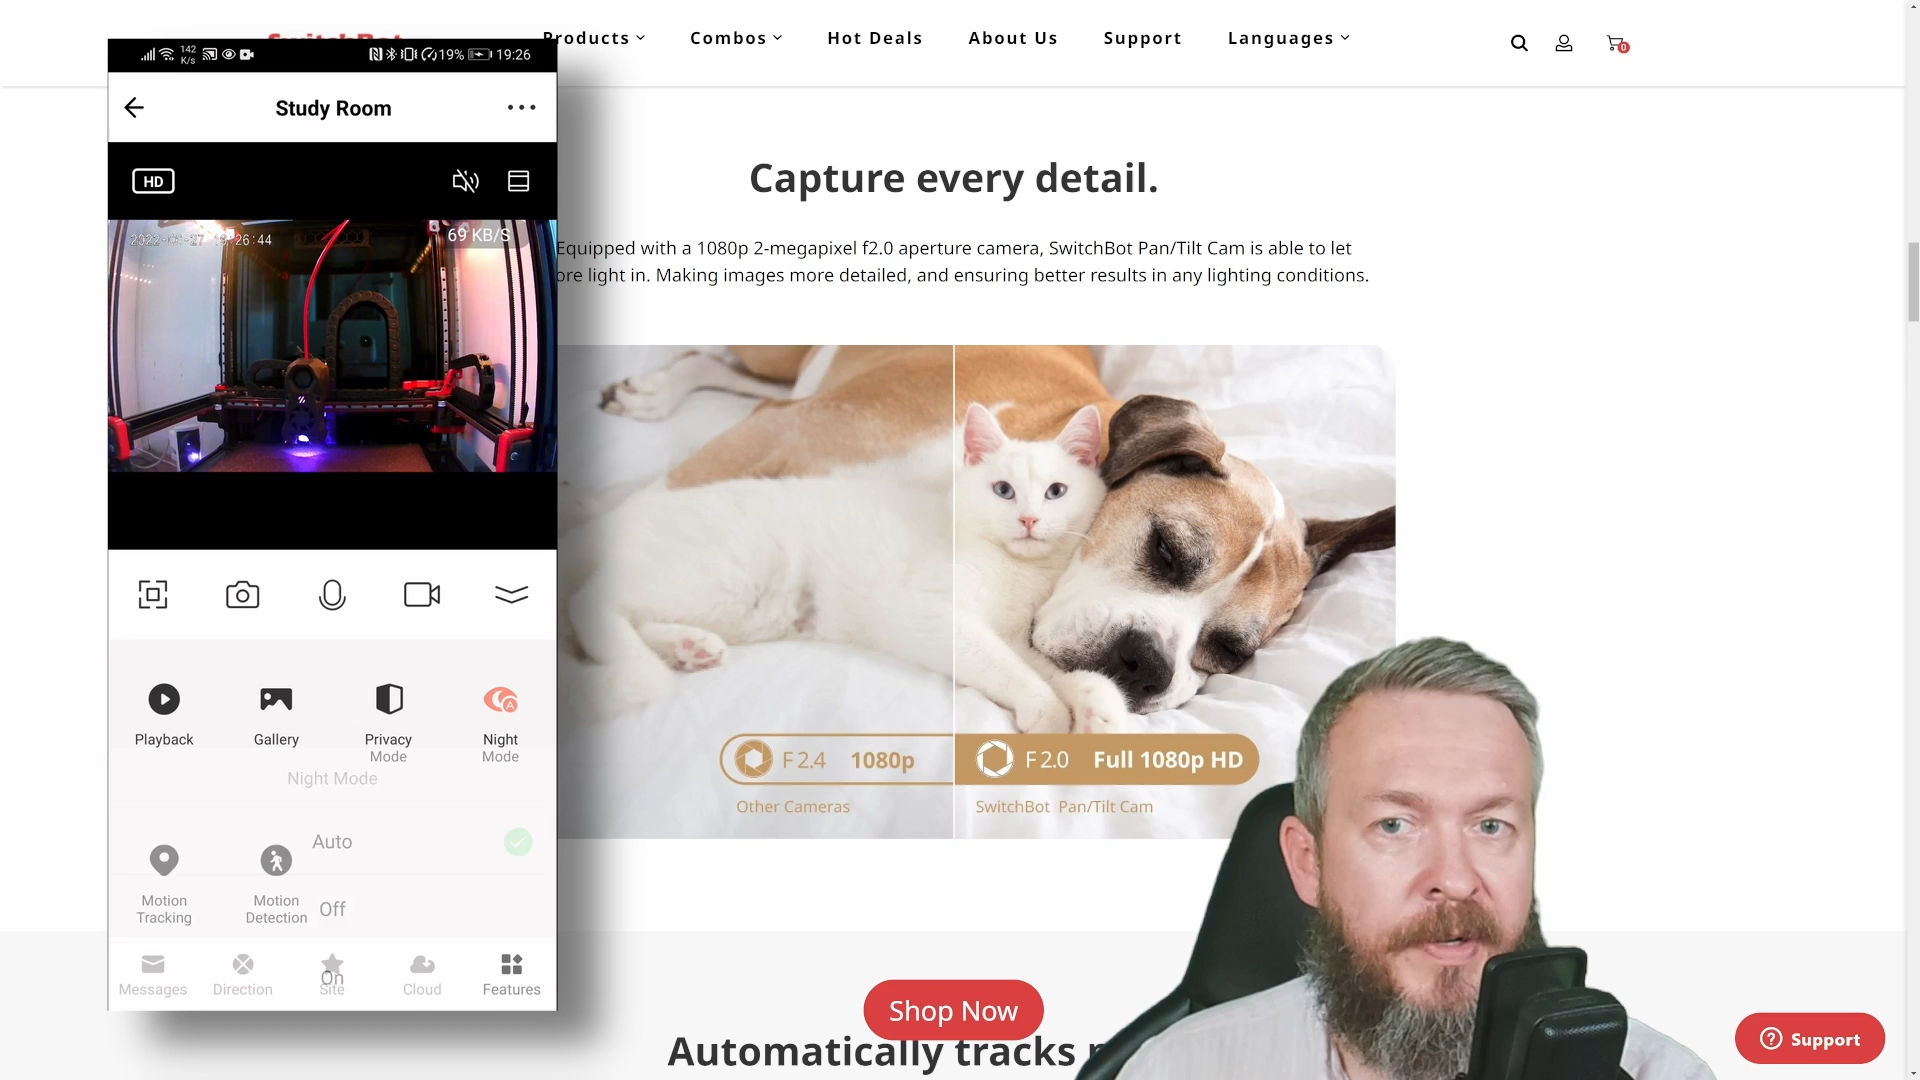 Products
Combos
Hot Deals
About Us
Support
Languages
0
142
K/s
19%
19:26
Study Room
HD
69 KB/S
26:44
Capture every detail.
Equipped with a 1080p 2-megapixel f2.0 aperture camera, SwitchBot Pan/Tilt Cam is able to let
ore light in. Making images more detailed, and ensuring better results in any lighting conditions.
F2.4 1080p
F2.0 Full 1080p HD
Other Cameras
SwitchBot Pan/Tilt Cam
Playback
Gallery
Privacy
Mode
Night
Mode
A
Night Mode
Auto
Motion
Tracking
Motion
Detection
Off
On
Messages
Direction
Site
Cloud
Features
Shop Now
Automatically tracks
Support